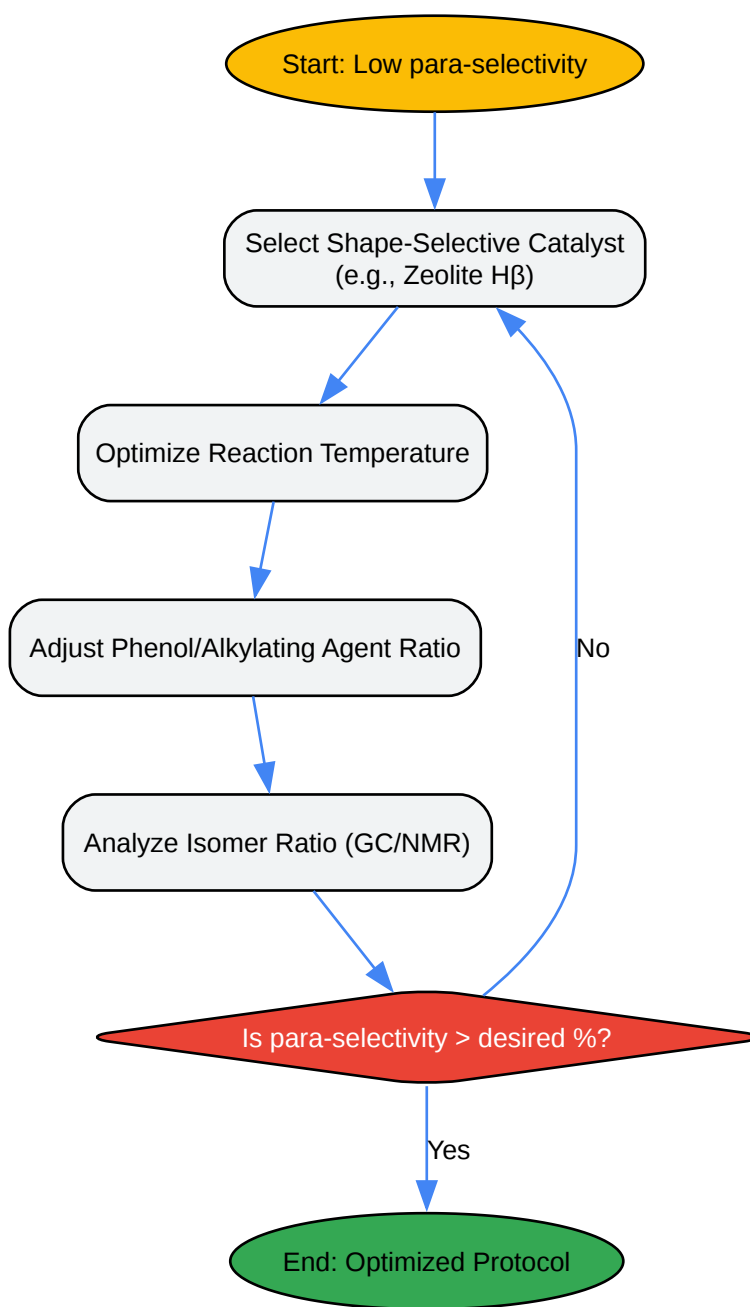 Start: Low para-selectivity
Select Shape-Selective Catalyst
(e.g., Zeolite Hβ)
Optimize Reaction Temperature
Adjust Phenol/Alkylating Agent Ratio
No
Analyze Isomer Ratio (GC/NMR)
Is para-selectivity > desired %?
Yes
End: Optimized Protocol